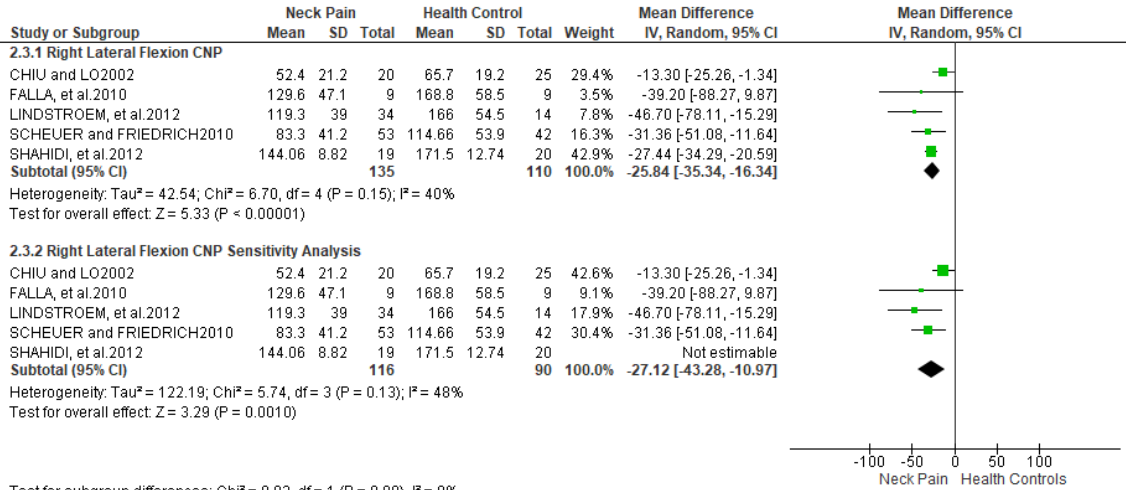 Neck Pain Health Control Mean Difference Mean Difference
Study or Subgroup Mean SD Total Mean SD Total Weight IV, Random, 95% CI IV, Random, 95% CI
2.3.1 Right Lateral Flexion CNP
CHIU and LO2002 52.4 21.2 20 65.7 19.2 25 29.4% -13.30 [-25.26, -1.34]
FALLA, et al.2010 129.6 47.1 9 168.8 58.5 9 3.5% -39.20 [-88.27, 9.87]
LINDSTROEM, et al.2012 119.3 39 34 166 54.5 14 7.8% -46.70 [-78.11, -15.29]
SCHEUER and FRIEDRICH2010 83.3 41.2 53 114.66 53.9 42 16.3% -31.36 [-51.08, -11.64]
SHAHIDI, et al.2012 144.06 8.82 19 171.5 12.74 20 42.9% -27.44 [-34.29, -20.59]
Subtotal (95% CI) 135 110 100.0% -25.84 [-35.34, -16.34]
Heterogeneity: Tau² = 42.54; Chi² = 6.70, df = 4 (P = 0.15); I² = 40%
Test for overall effect: Z = 5.33 (P < 0.00001)
2.3.2 Right Lateral Flexion CNP Sensitivity Analysis
CHIU and LO2002 52.4 21.2 20 65.7 19.2 25 42.6% -13.30 [-25.26, -1.34]
FALLA, et al.2010 129.6 47.1 9 168.8 58.5 9 9.1% -39.20 [-88.27, 9.87]
LINDSTROEM, et al.2012 119.3 39 34 166 54.5 14 17.9% -46.70 [-78.11, -15.29]
SCHEUER and FRIEDRICH2010 83.3 41.2 53 114.66 53.9 42 30.4% -31.36 [-51.08, -11.64]
SHAHIDI, et al.2012 144.06 8.82 19 171.5 12.74 20 Not estimable
Subtotal (95% CI) 116 90 100.0% -27.12 [-43.28, -10.97]
Heterogeneity: Tau² = 122.19; Chi² = 5.74, df = 3 (P = 0.13); I² = 48%
Test for overall effect: Z = 3.29 (P = 0.0010)
-100 -50 0 50 100
Neck Pain Health Controls
Test for subgroup differences: Chi² =